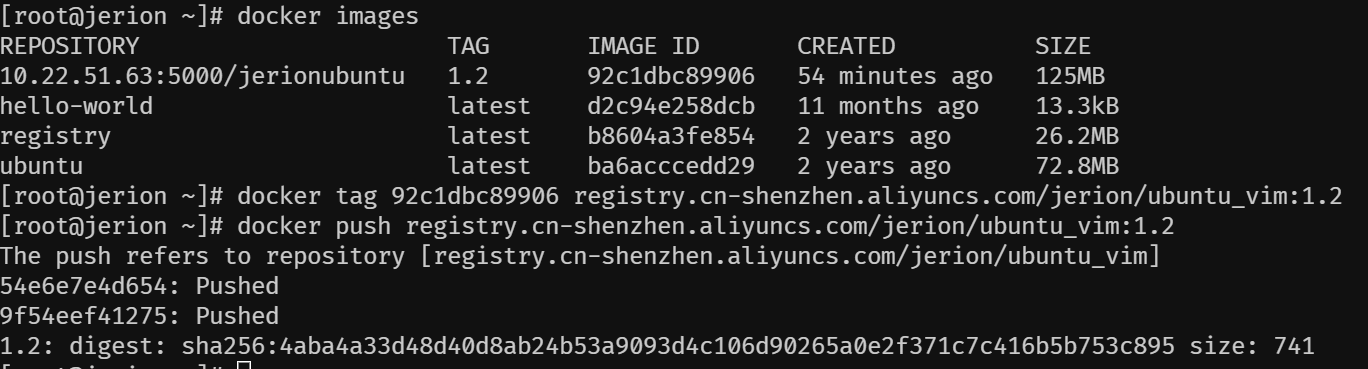 [root@jerion ~]# docker images
REPOSITORY TAG IMAGE ID CREATED SIZE
10.22.51.63:5000/jerionubuntu 1.2 92c1dbc89906 54 minutes ago 125MB
hello-world latest d2c94e258dcb 11 months ago 13.3kB
registry latest b8604a3fe854 2 years ago 26.2MB
ubuntu latest ba6acccedd29 2 years ago 72.8MB
[root@jerion ~]# docker tag 92c1dbc89906 registry.cn-shenzhen.aliyuncs.com/jerion/ubuntu_vim:1.2
[root@jerion ~]# docker push registry.cn-shenzhen.aliyuncs.com/jerion/ubuntu_vim:1.2
The push refers to repository [registry.cn-shenzhen.aliyuncs.com/jerion/ubuntu_vim]
54e6e7e4d654: Pushed
9f54eef41275: Pushed
1.2: digest: sha256:4aba4a33d48d40d8ab24b53a9093d4c106d90265a0e2f371c7c416b5b753c895 size: 741
[root@jerion ~]#